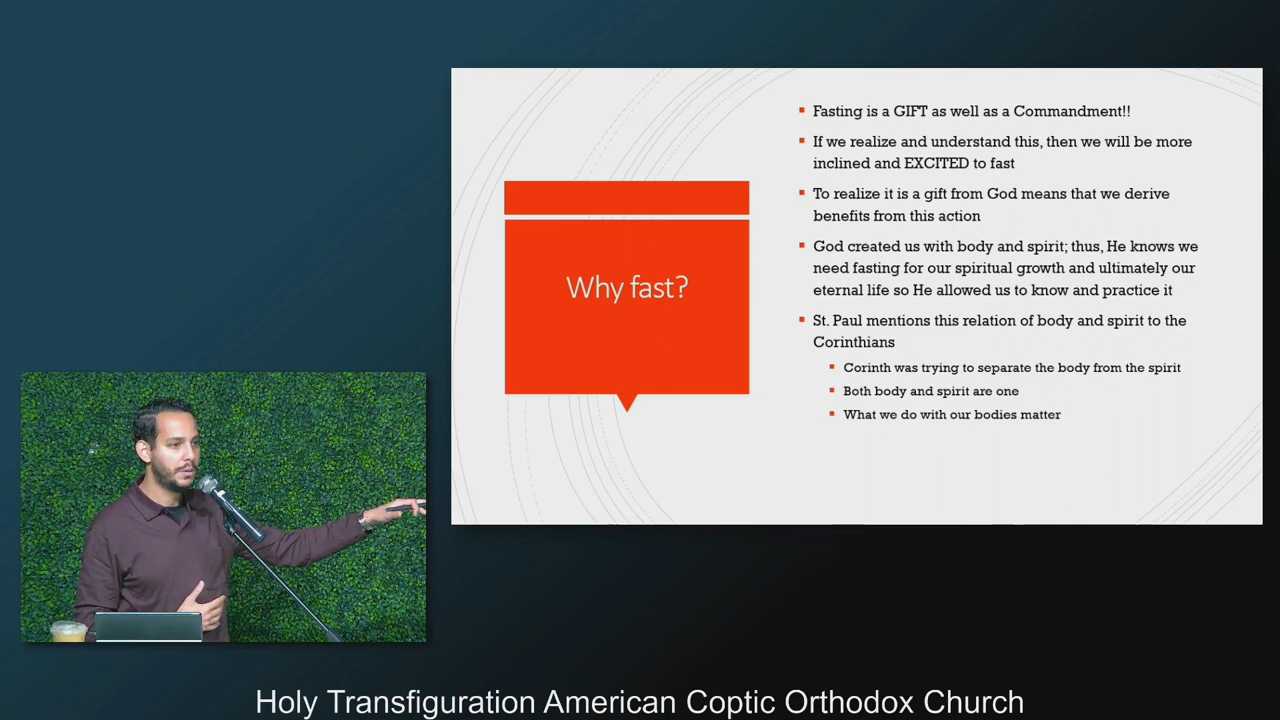 Why fast?
Fasting is a GIFT as well as a Commandment!!
If we realize and understand this, then we will be more
inclined and EXCITED to fast
To realize it is a gift from God means that we derive
benefits from this action
God created us with body and spirit; thus, He knows we
need fasting for our spiritual growth and ultimately our
eternal life so He allowed us to know and practice it
St. Paul mentions this relation of body and spirit to the
Corinthians
Corinth was trying to separate the body from the spirit
Both body and spirit are one
What we do with our bodies matter
Holy Transfiguration American Coptic Orthodox Church